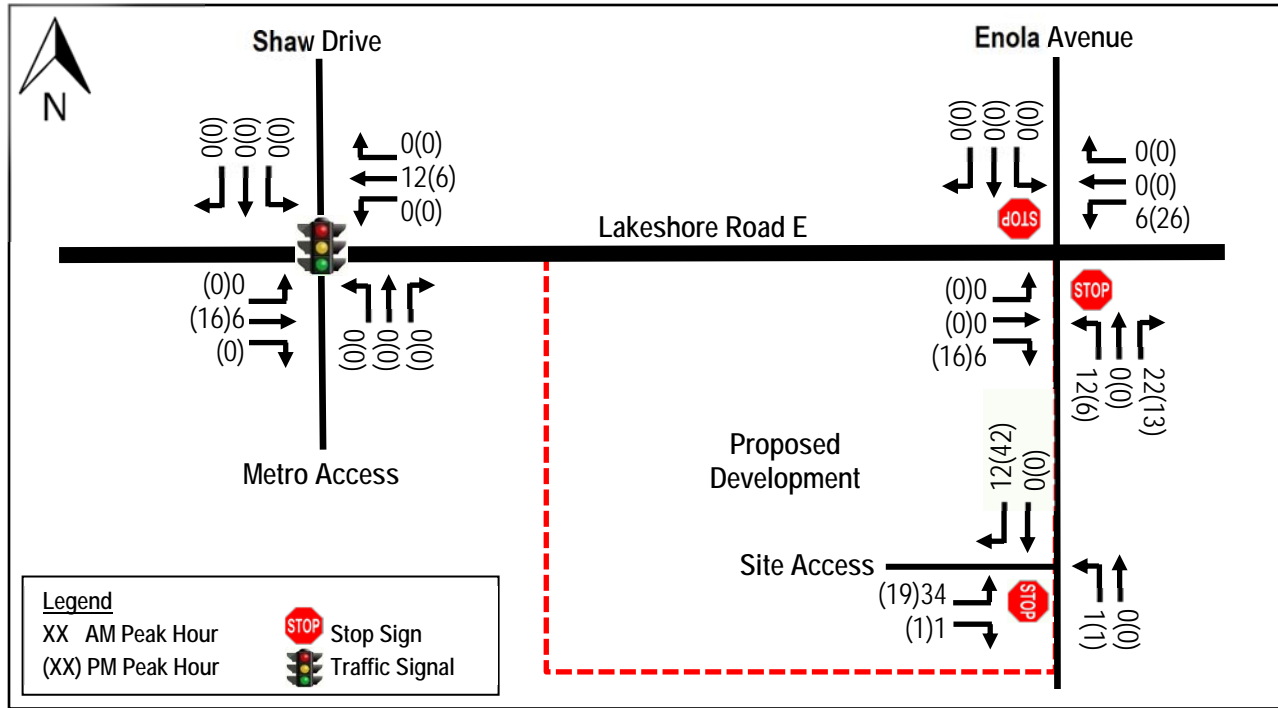 Shaw Drive
Enola Avenue
N
0(0)
0(0)
0(0)
0(0)
12(6)
0(0)
0(0)
0(0)
0(0)
STOP
0(0)
0(0)
6(26)
Lakeshore Road E
(0)0
(16)6
(0)
0(0)
0(0)
0(0)
(0)0
(0)0
(16)6
STOP
12(6)
0(0)
22(13)
Metro Access
Proposed
Development
12(42)
0(0)
Site Access
(19)34
(1)1
STOP
1(1)
0(0)
Legend
XX AM Peak Hour
(XX) PM Peak Hour
STOP Stop Sign
Traffic Signal